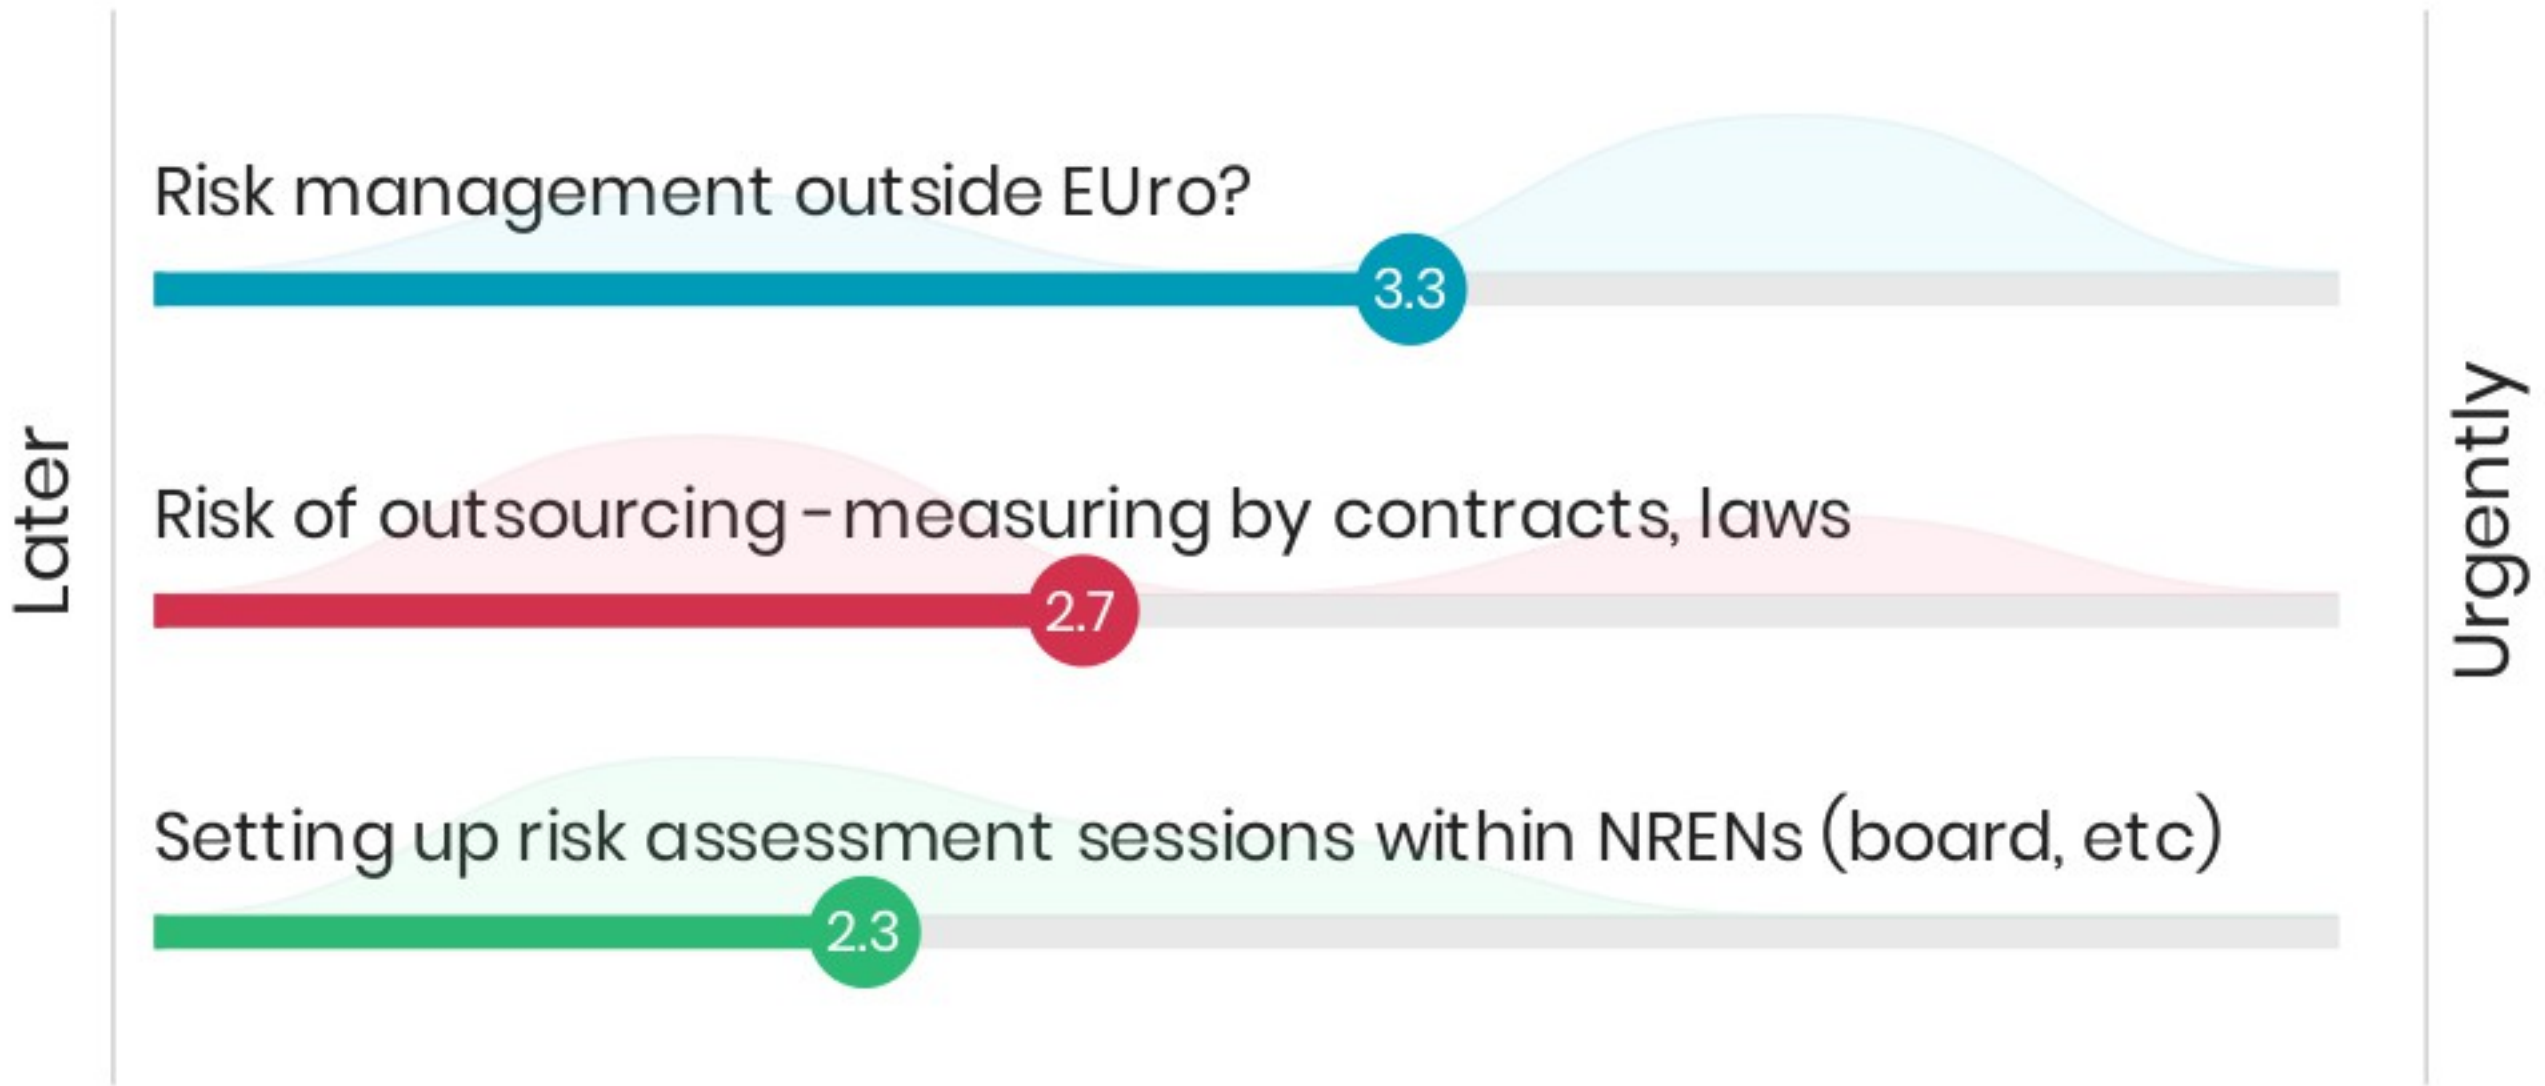 Later
Risk management outside EUro?
3.3
Risk of outsourcing - measuring by contracts, laws
2.7
Setting up risk assessment sessions within NRENs (board, etc)
2.3
Urgently